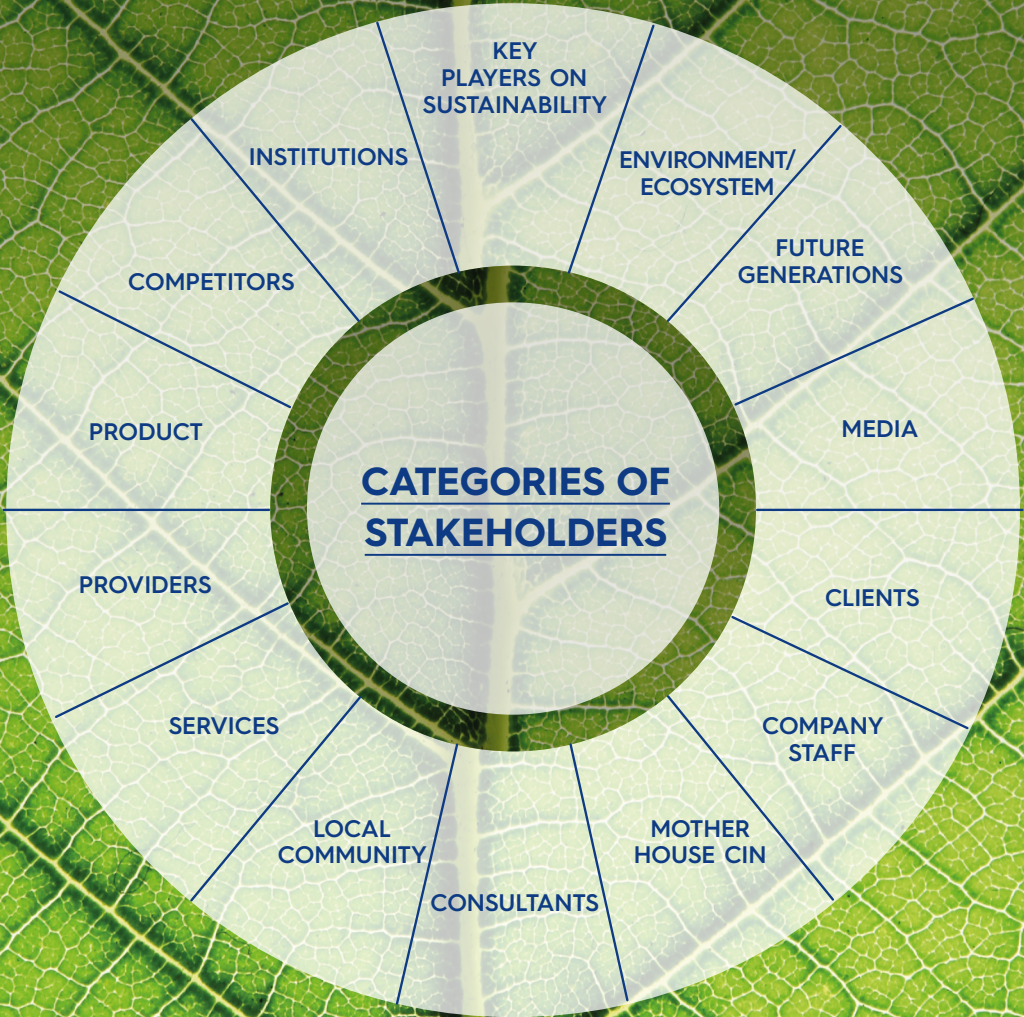 KEY
PLAYERS ON
SUSTAINABILITY
ENVIRONMENT/
ECOSYSTEM
FUTURE
GENERATIONS
MEDIA
CLIENTS
COMPANY
STAFF
MOTHER
HOUSE CIN
CONSULTANTS
LOCAL
COMMUNITY
SERVICES
PROVIDERS
PRODUCT
COMPETITORS
INSTITUTIONS
CATEGORIES OF
STAKEHOLDERS